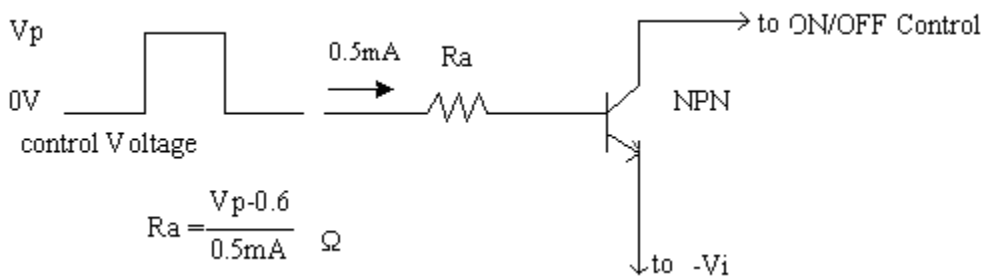 Vp
to ON/OFF Control
0.5mA
Ra
0V
NPN
control Voltage
Ra = Vp-0.6
0.5mA Ω
to -Vi